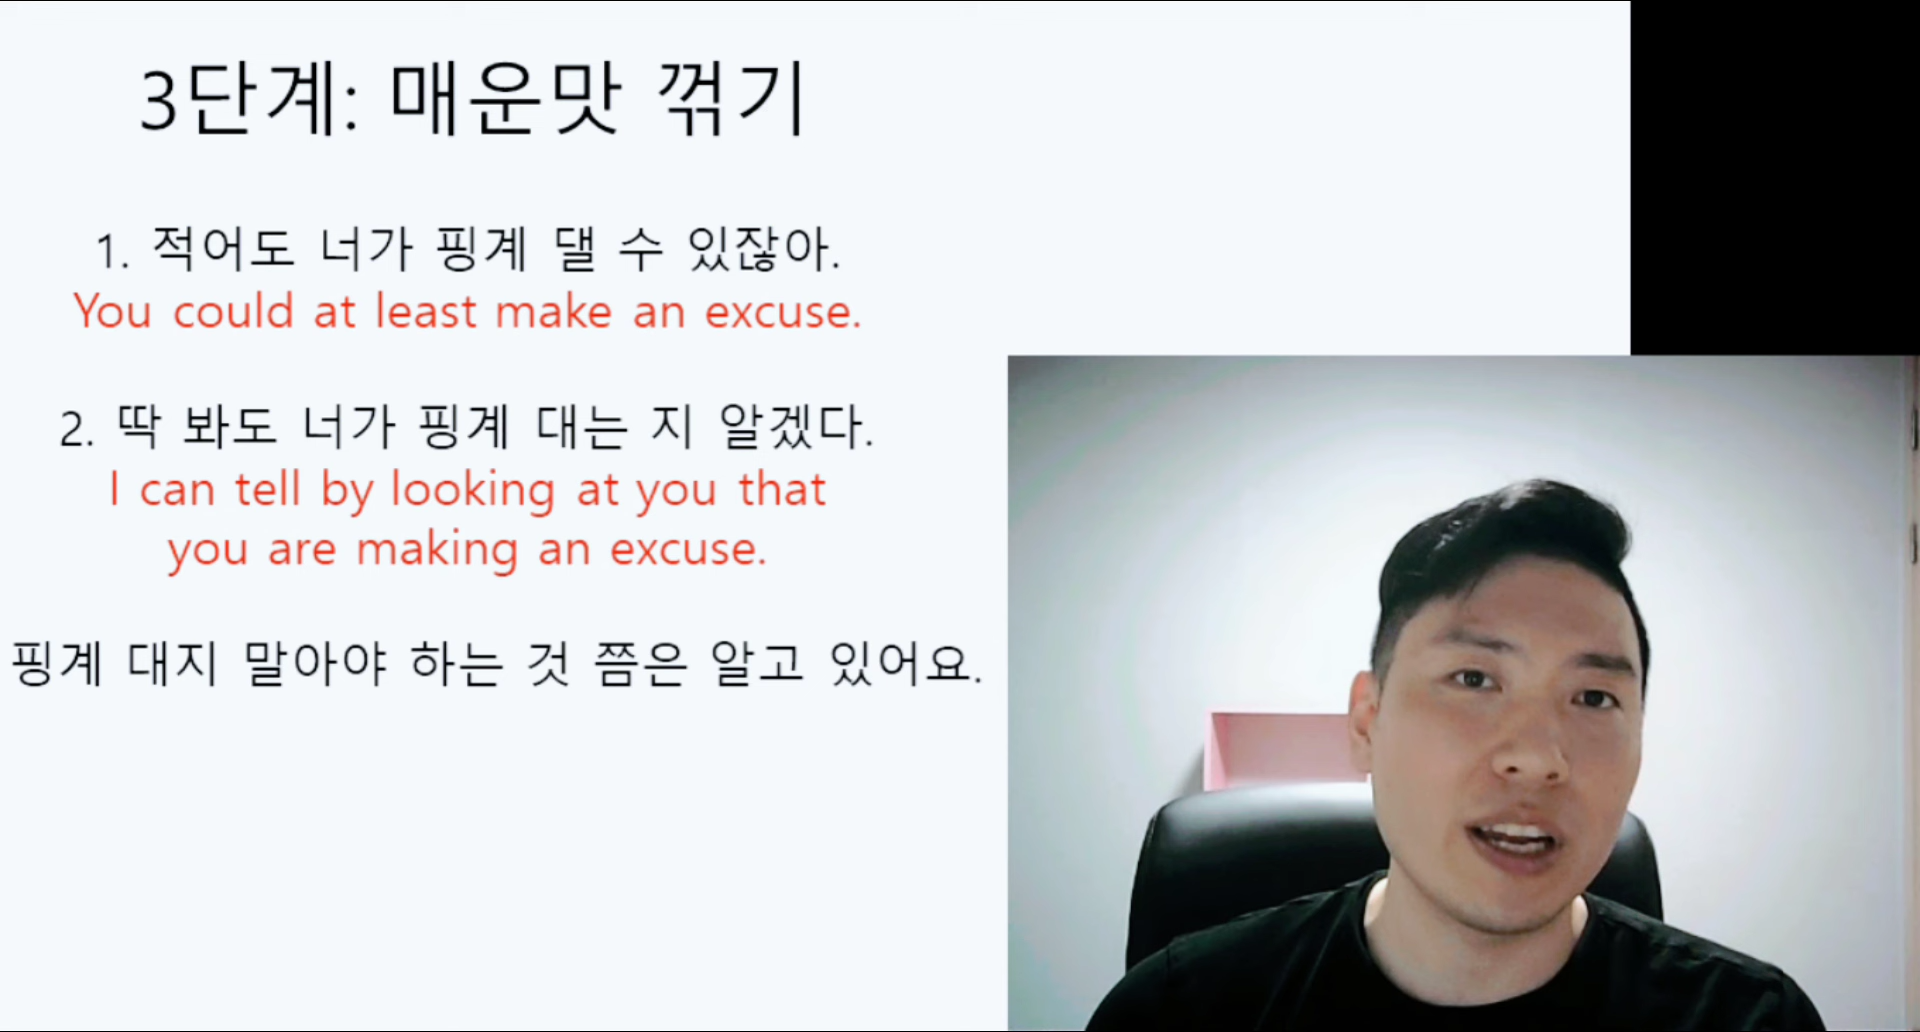 3단계: 매운맛 꺾기
1. 적어도 너가 핑계 댈 수 있잖아.
You could at least make an excuse.
2. 딱 봐도 너가 핑계 대는 지 알겠다.
I can tell by looking at you that
you are making an excuse.
핑계 대지 말아야 하는 것 쯤은 알고 있어요.